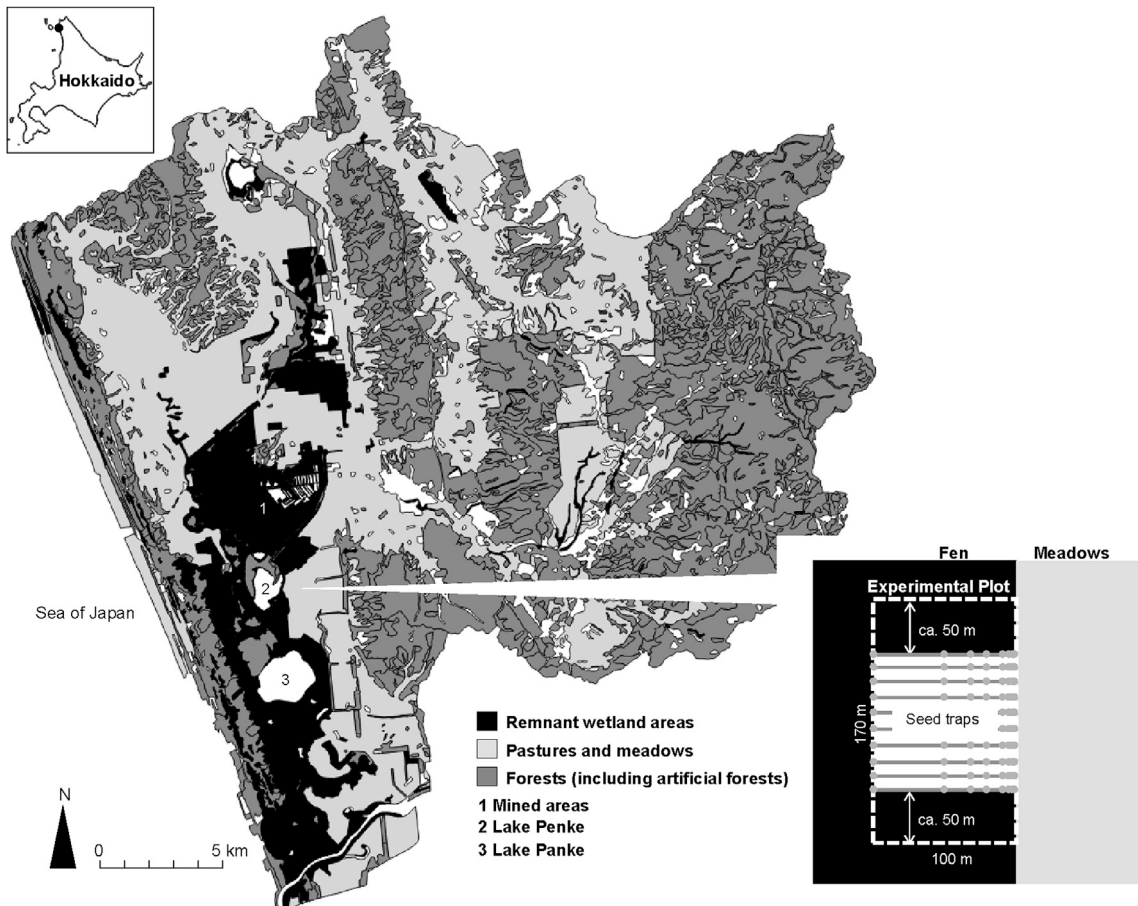 Hokkaido
1
2
3
Sea of Japan
N
0
5 km
Remnant wetland areas
Pastures and meadows
Forests (including artificial forests)
1 Mined areas
2 Lake Penke
3 Lake Panke
Fen
Meadows
Experimental Plot
ca. 50 m
170 m
Seed traps
ca. 50 m
100 m